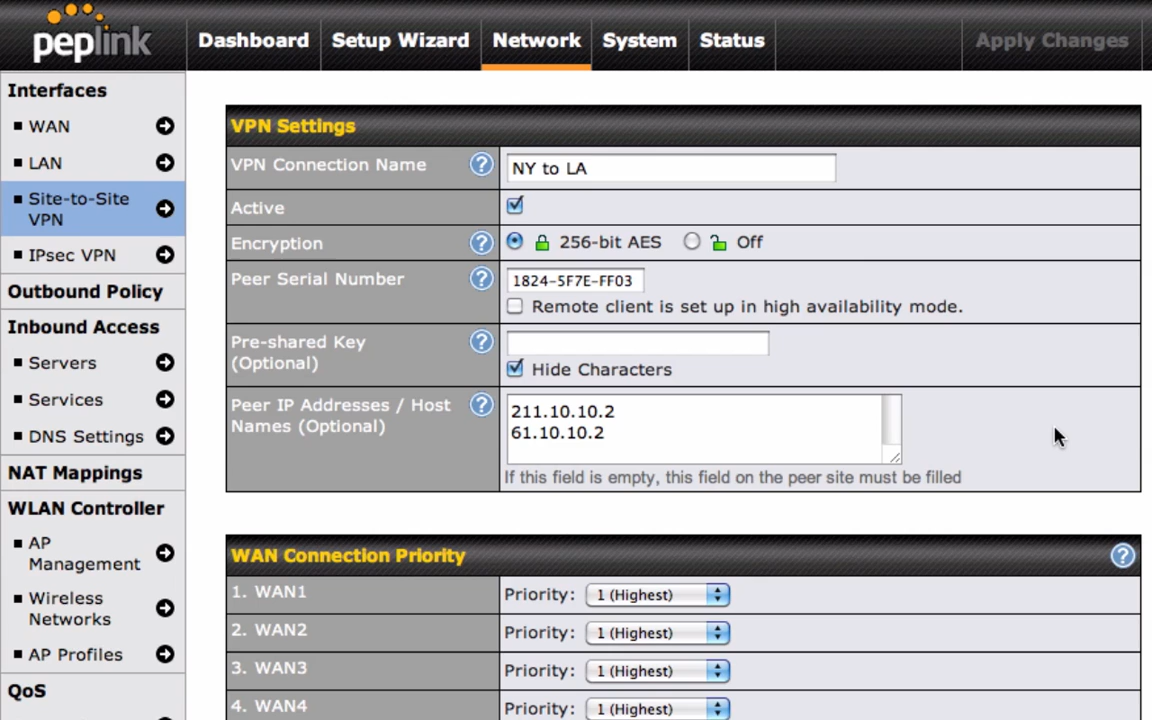 peplink
Dashboard
Setup Wizard
Network
System
Status
Apply Changes
Interfaces
WAN
LAN
Site-to-Site
VPN
IPsec VPN
Outbound Policy
Inbound Access
Servers
Services
DNS Settings
NAT Mappings
WLAN Controller
AP
Management
Wireless
Networks
AP Profiles
QoS
VPN Settings
VPN Connection Name ? NY to LA
Active
Encryption ? 256-bit AES Off
Peer Serial Number ? 1824-5F7E-FF03
Remote client is set up in high availability mode.
Pre-shared Key
(Optional) ?
Hide Characters
Peer IP Addresses / Host
Names (Optional) ?
211.10.10.2
61.10.10.2
If this field is empty, this field on the peer site must be filled
WAN Connection Priority ?
1. WAN1 Priority: 1 (Highest)
2. WAN2 Priority: 1 (Highest)
3. WAN3 Priority: 1 (Highest)
4. WAN4 Priority: 1 (Highest)